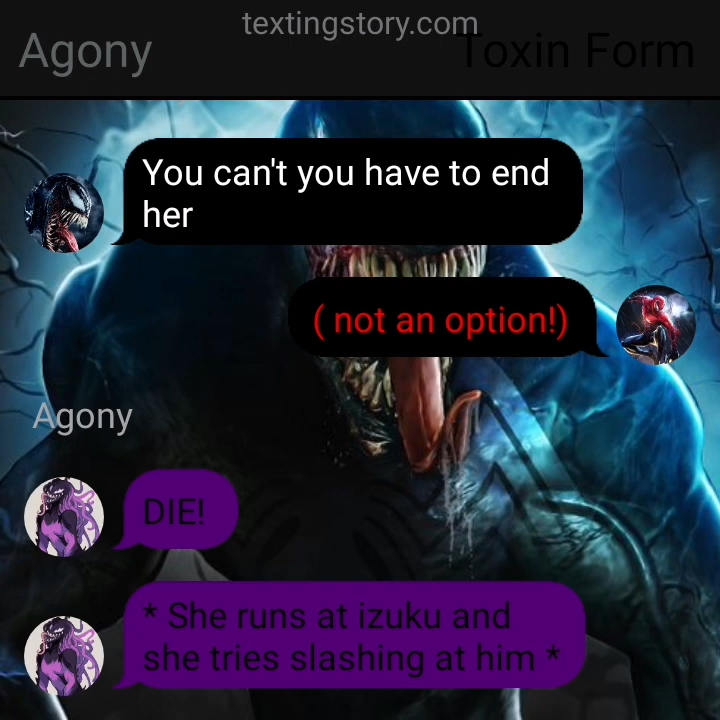 textingstory.com
Agony
Toxin Form
You can't you have to end
her
( not an option!)
Agony
DIE!
* She runs at izuku and
she tries slashing at him *